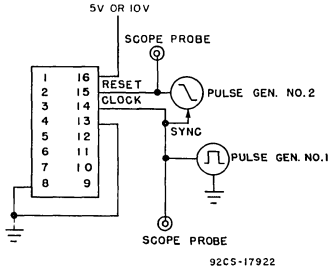 5V OR 10V
SCOPE PROBE
1 16
2 15 RESET
3 14 CLOCK
4 13
5 12
6 11
7 10
8 9
PULSE GEN. NO.2
SYNC
PULSE GEN. NO.1
SCOPE PROBE
92CS-17922